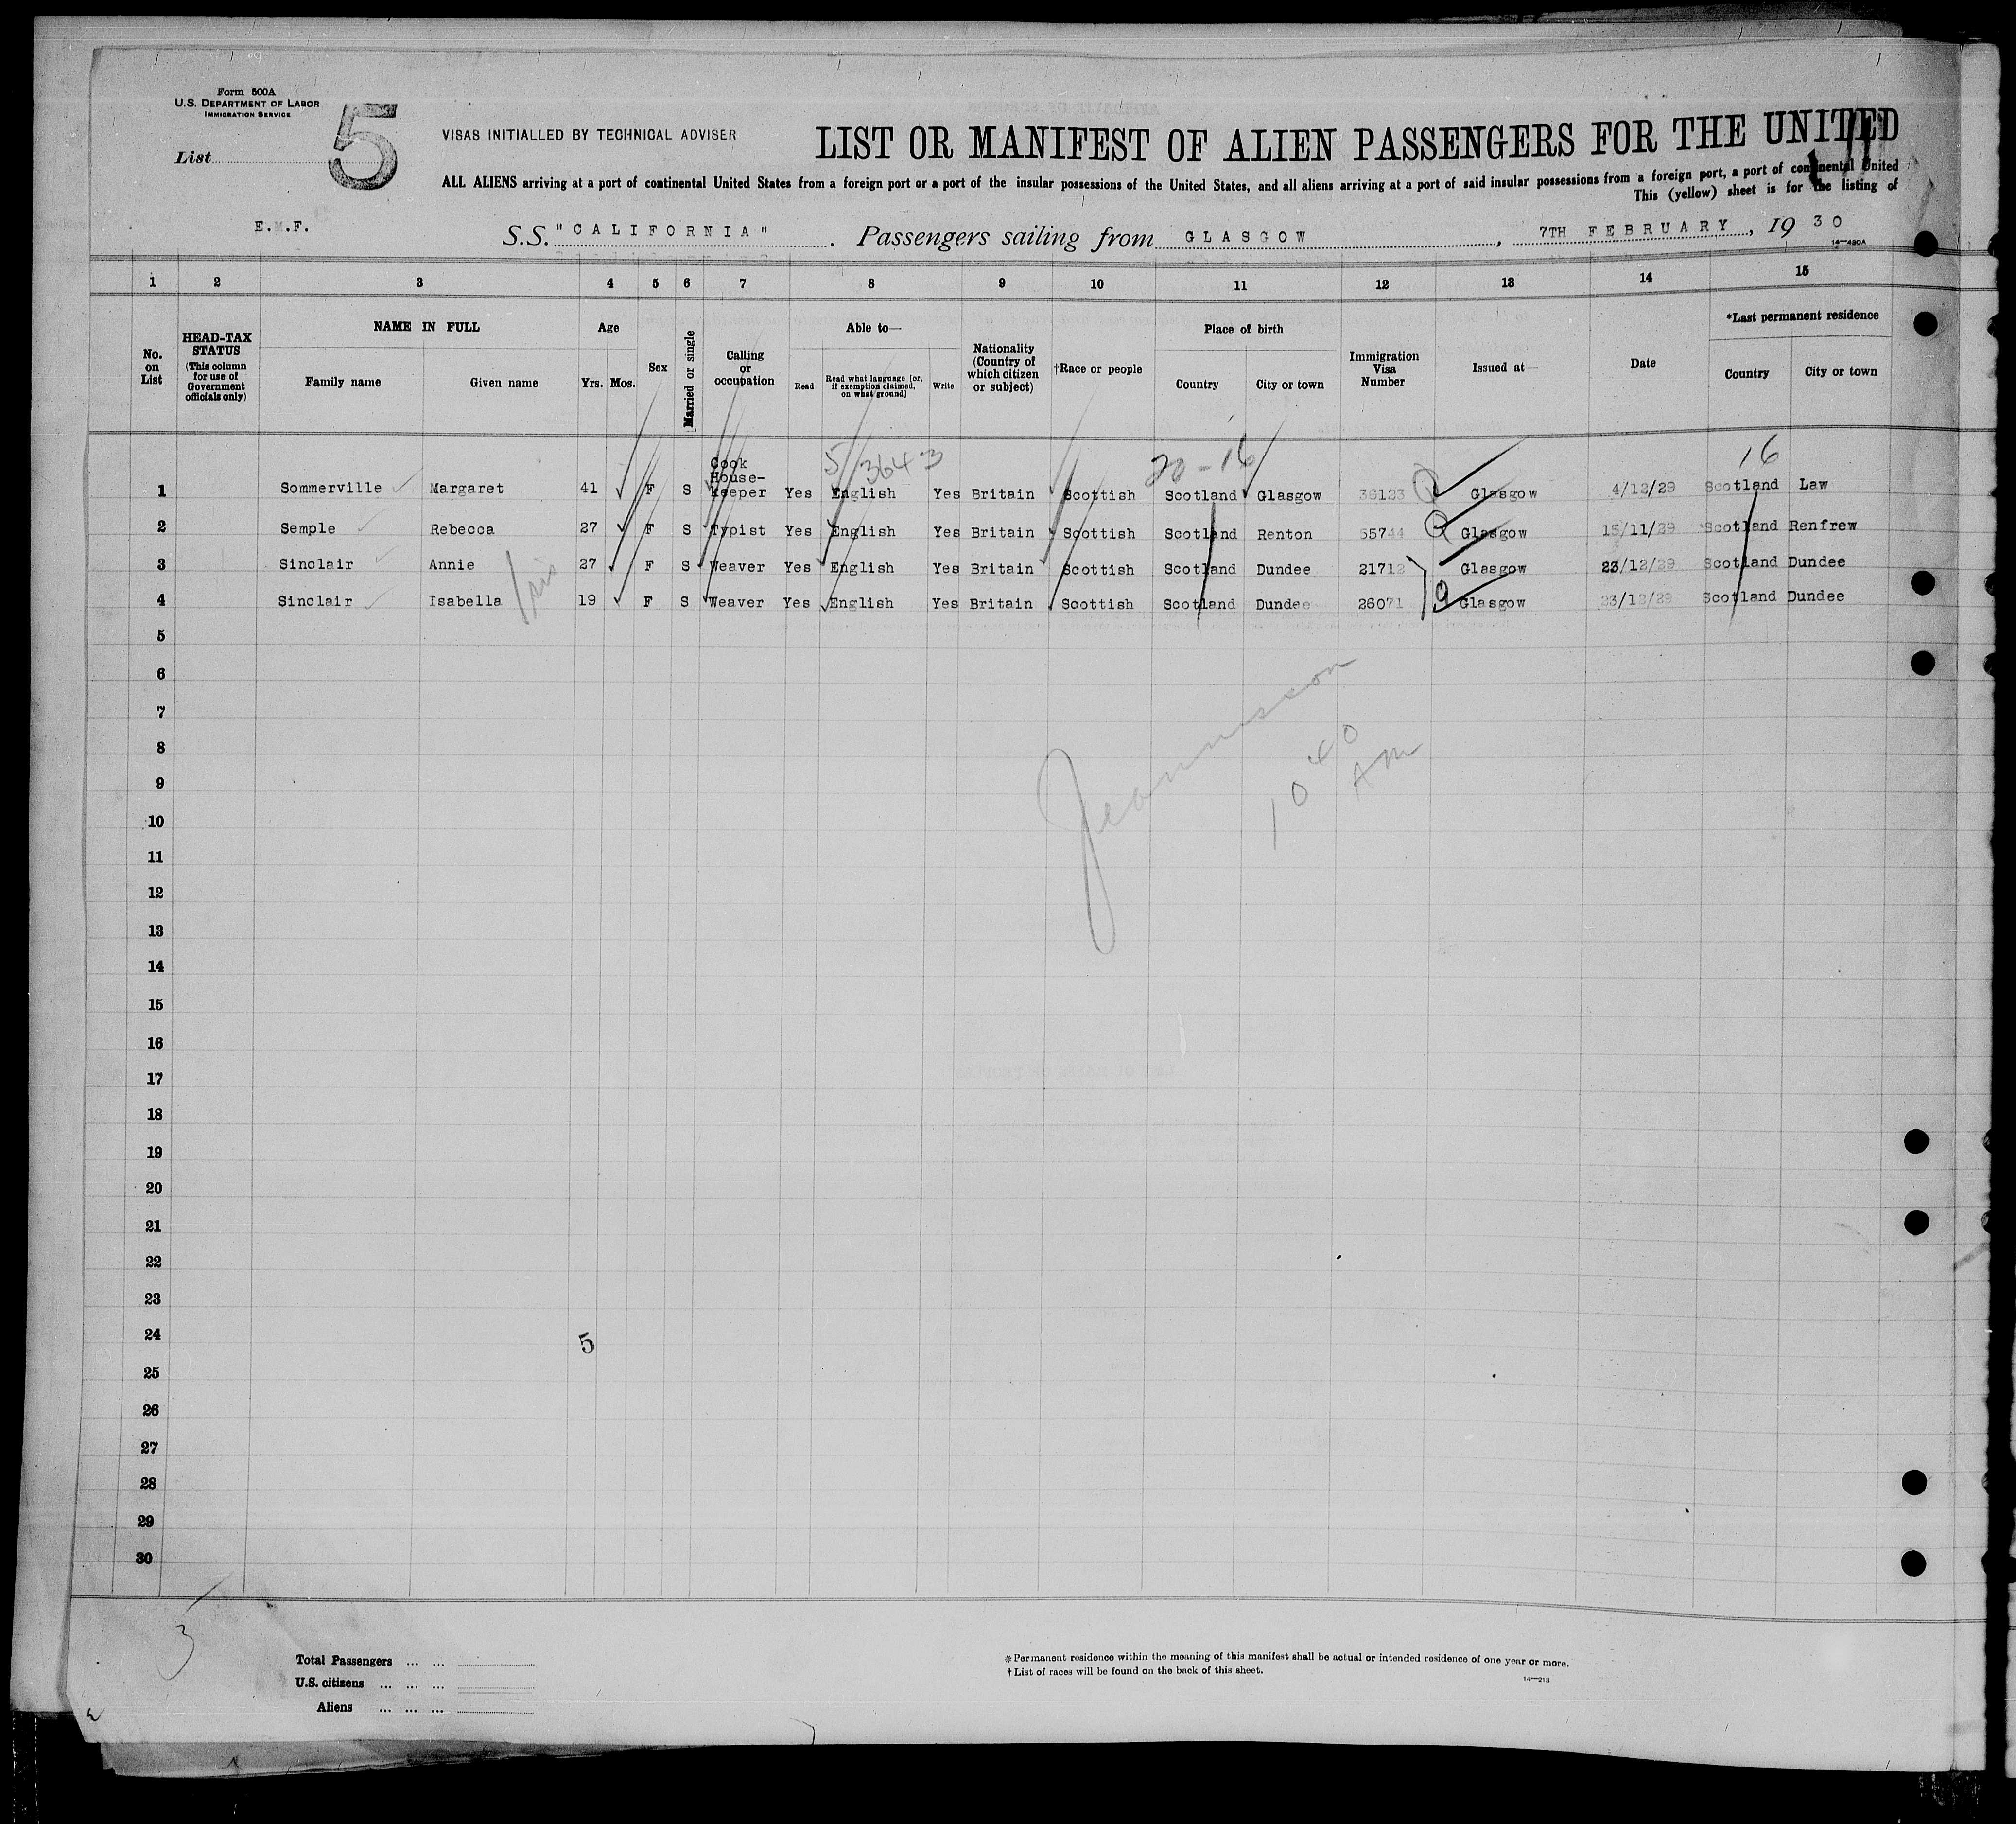 Form 500A
U.S. DEPARTMENT OF LABOR
IMMIGRATION SERVICE
List 5
VISAS INITIALLED BY TECHNICAL ADVISER
LIST OR MANIFEST OF ALIEN PASSENGERS FOR THE UNITED
ALL ALIENS arriving at a port of continental United States from a foreign port or a port of the insular possessions of the United States, and all aliens arriving at a port of said insular possessions from a foreign port, a port of continental United
This (yellow) sheet is for the listing of
E.M.F.
S.S. "CALIFORNIA". Passengers sailing from GLASGOW, 7TH FEBRUARY, 1930
14—490A
1 2 3 4 5 6 7 8 9 10 11 12 13 14 15
No. on List
HEAD-TAX STATUS (This column for use of Government officials only)
NAME IN FULL
Family name Given name
Age
Yrs. Mos.
Sex
Married or single
Calling or occupation
Able to—
Read
Read what language [or, if exemption claimed, on what ground]
Write
Nationality (Country of which citizen or subject)
†Race or people
Place of birth
Country City or town
Immigration Visa Number
Issued at—
Date
*Last permanent residence
Country City or town
5 3643 20-16 16
1 Sommerville Margaret 41 F S Cook House-keeper Yes English Yes Britain Scottish Scotland Glasgow 36123 Q Glasgow 4/12/29 Scotland Law
2 Semple Rebecca 27 F S Typist Yes English Yes Britain Scottish Scotland Renton 55744 Q Glasgow 15/11/29 Scotland Renfrew
3 Sinclair Annie 27 F S Weaver Yes English Yes Britain Scottish Scotland Dundee 21712 Glasgow 23/12/29 Scotland Dundee
4 Sinclair Isabella sis 19 F S Weaver Yes English Yes Britain Scottish Scotland Dundee 26071 Q Glasgow 23/12/29 Scotland Dundee
5
6
7
8
9
10
11
12
13
14
15
16
17
18
19
20
21
22
23
24
25
26
27
28
29
30
10 40 AM
5
3
Total Passengers ... ...
U.S. citizens ... ... ...
Aliens ... ... ...
*Permanent residence within the meaning of this manifest shall be actual or intended residence of one year or more.
†List of races will be found on the back of this sheet.
14—213